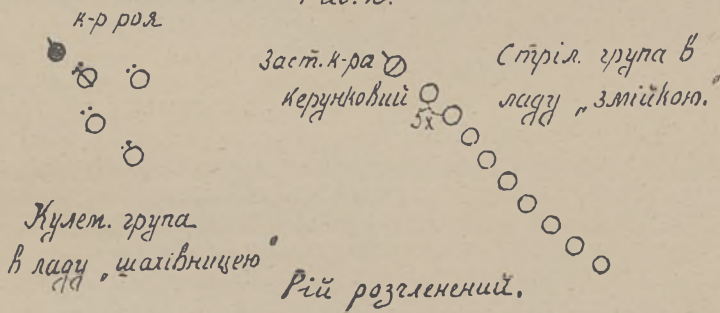 к-р роя
Заст. к-ра
керунковий
5х
Стріл. група в
ладу „змійкою."
Кулем. група
в ладу „шахівницею"
Рій розчленений.